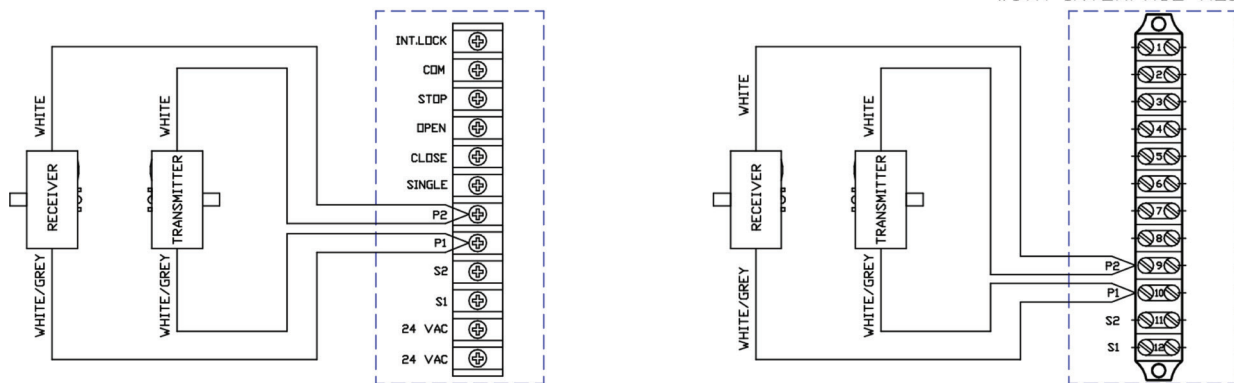 INT.LOCK
COM
STOP
OPEN
CLOSE
SINGLE
P2
P1
S2
S1
24 VAC
24 VAC
WHITE
WHITE
RECEIVER
TRANSMITTER
WHITE/GREY
WHITE/GREY
WHITE
WHITE
RECEIVER
TRANSMITTER
WHITE/GREY
WHITE/GREY
1
2
3
4
5
6
7
8
P2 9
P1 10
S2 11
S1 12